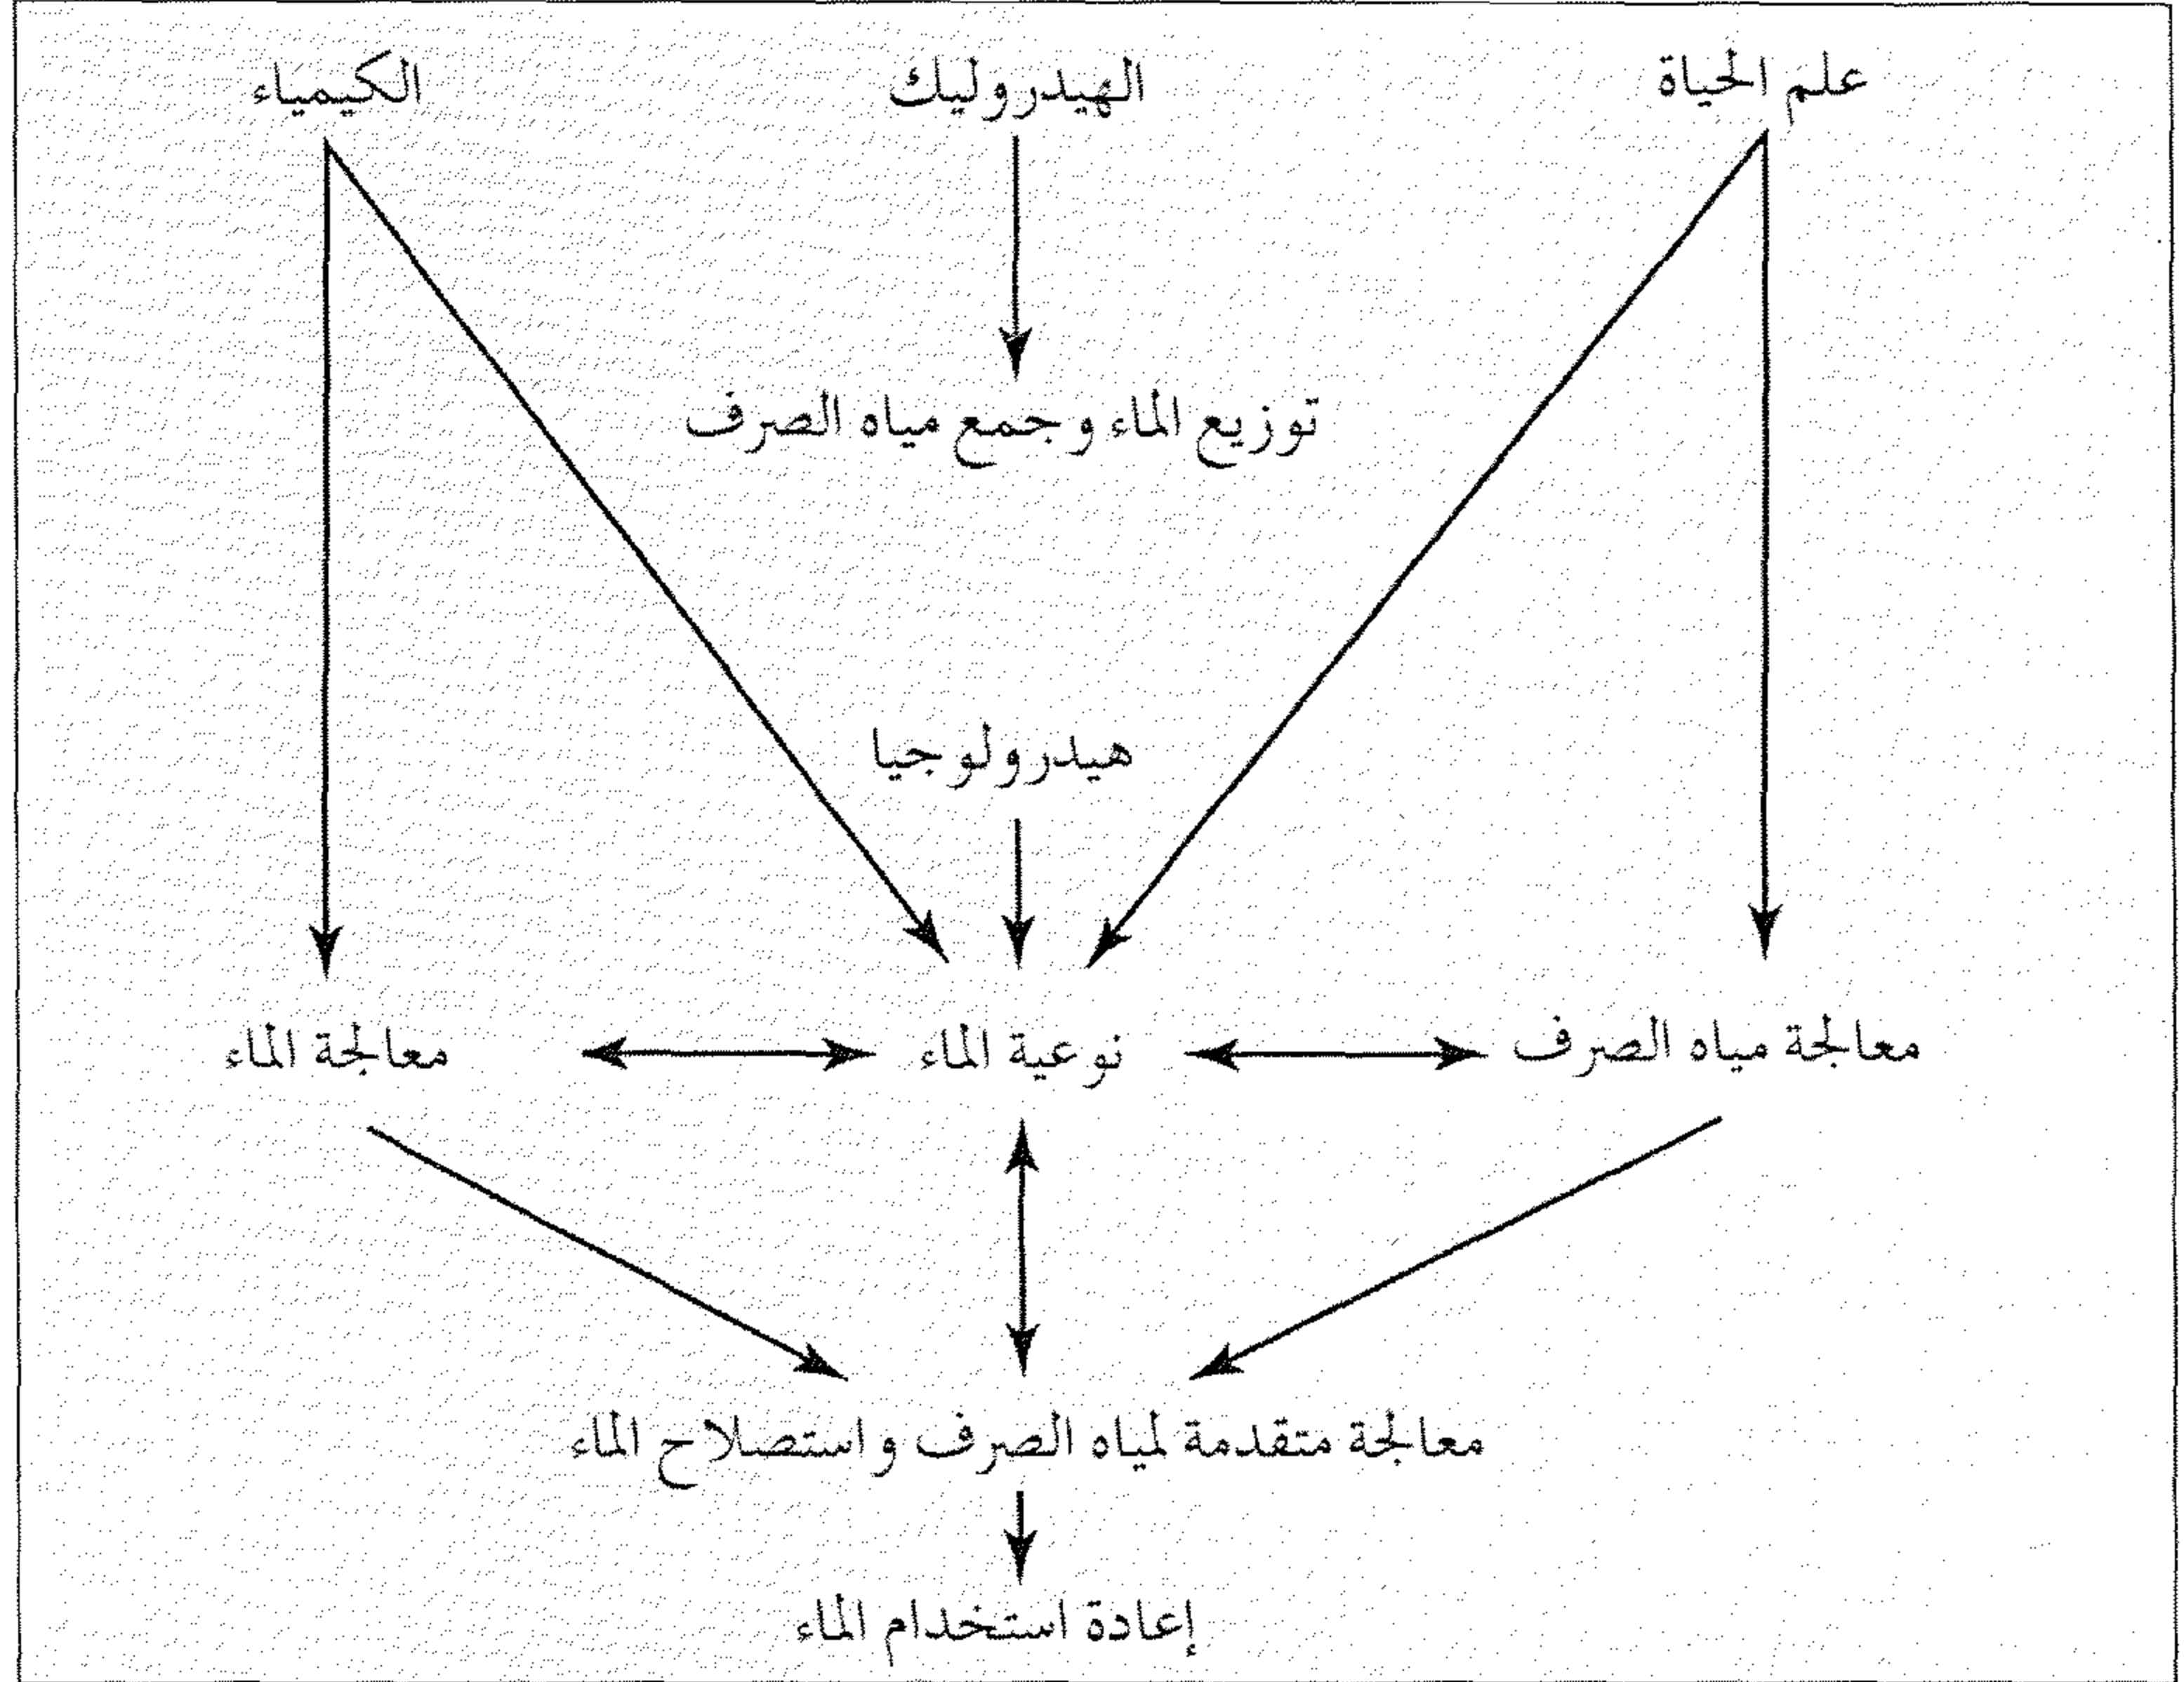 علم الحياة
الهيدروليك
الكيمياء
توزيع الماء وجمع مياه الصرف
هيدرولوجيا
معالجة مياه الصرف
نوعية الماء
معالجة الماء
معالجة متقدمة لمياه الصرف واستصلاح الماء
إعادة استخدام الماء